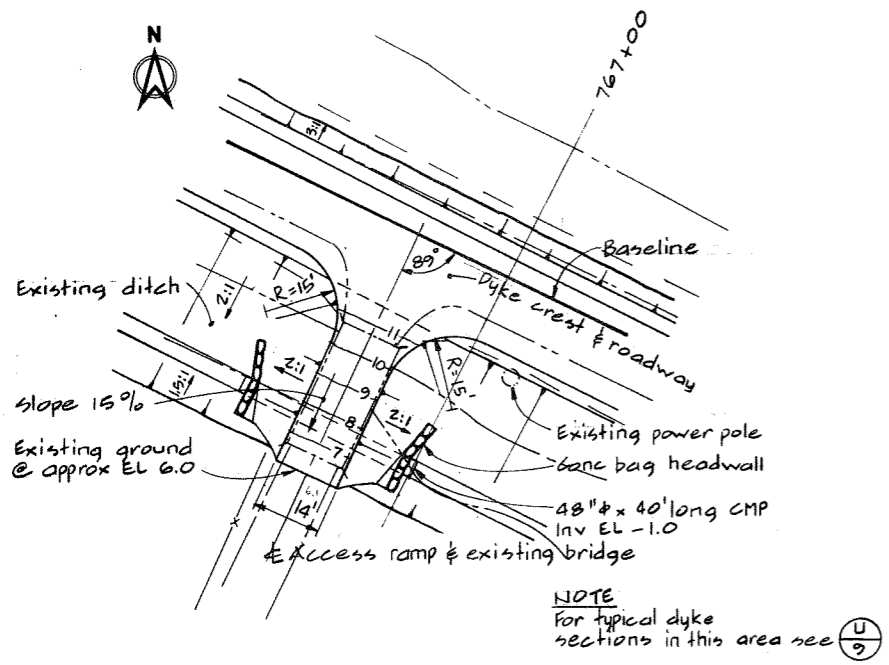 N
767+00
3:1
Baseline
89°
Dyke crest & roadway
Existing ditch
2:1
R=15'
11
10
9
8
7
2:1
2:1
R=15'
1.5:1
slope 15%
Existing ground
@ approx EL 6.0
6.1
14'
Existing power pole
Conc bag headwall
48"ϕ x 40' long CMP
Inv EL -1.0
℄ Access ramp & existing bridge
NOTE
For typical dyke
sections in this area see
U
9